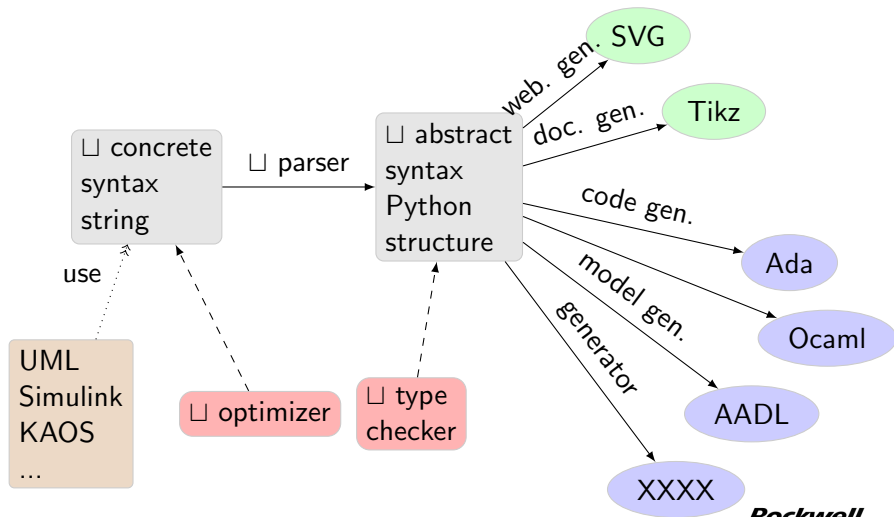 SVG
web. gen.
Tikz
doc. gen.
⊔ concrete
syntax
string
⊔ parser
⊔ abstract
syntax
Python
structure
code gen.
Ada
use
model gen.
Ocaml
generator
UML
Simulink
KAOS
...
⊔ optimizer
⊔ type
checker
AADL
XXXX
Rockwell